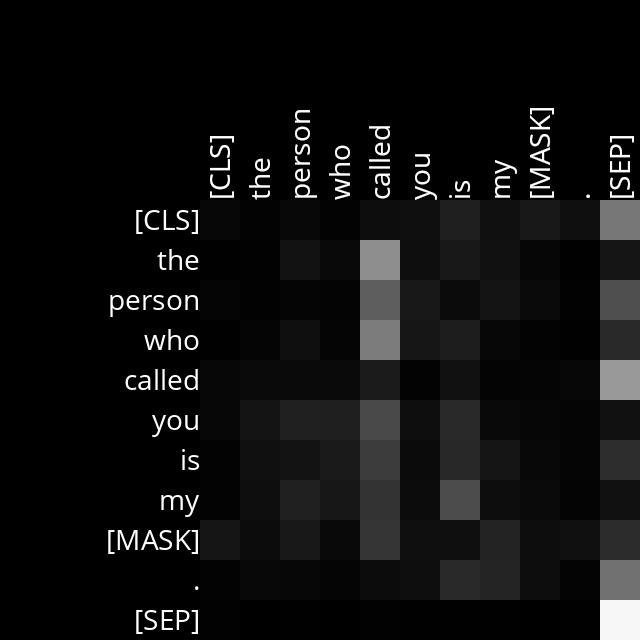 [CLS] the person who called you is my [MASK] . [SEP]
[CLS]
the
person
who
called
you
is
my
[MASK]
.
[SEP]